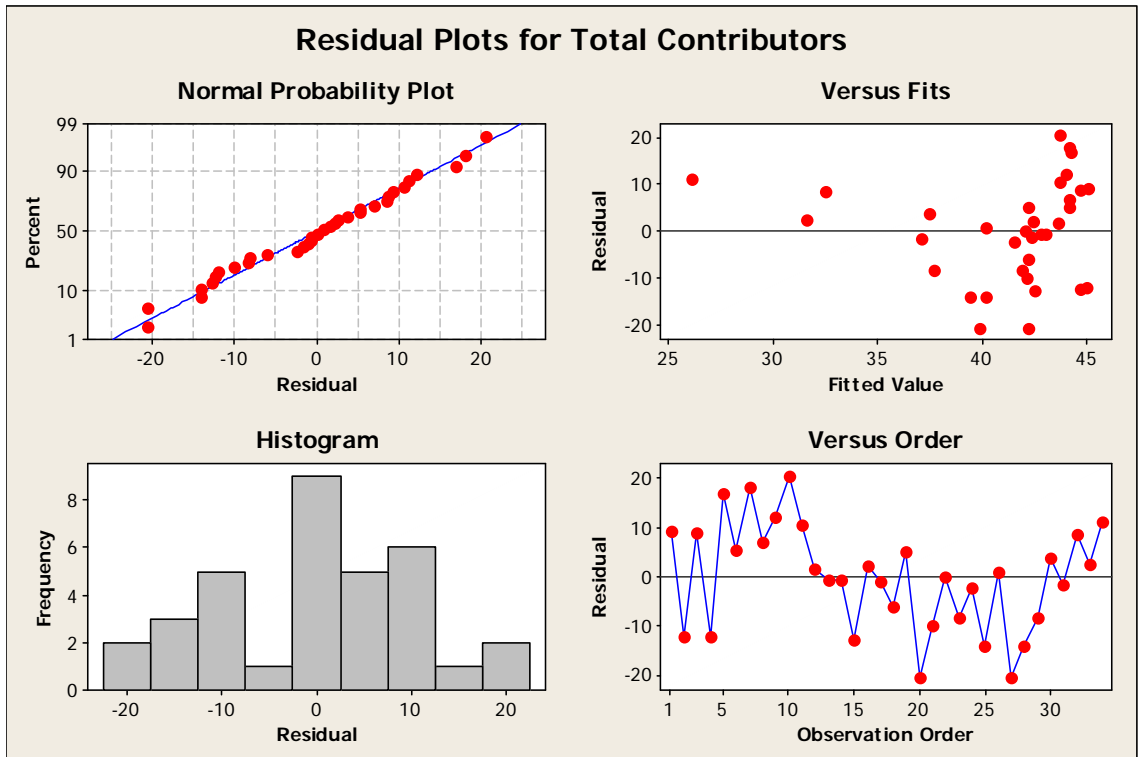 Residual Plots for Total Contributors
Normal Probability Plot
99
90
50
10
1
Percent
-20 -10 0 10 20
Residual
Versus Fits
20
10
0
-10
-20
Residual
25 30 35 40 45
Fitted Value
Histogram
8
6
4
2
0
Frequency
-20 -10 0 10 20
Residual
Versus Order
20
10
0
-10
-20
Residual
1 5 10 15 20 25 30
Observation Order